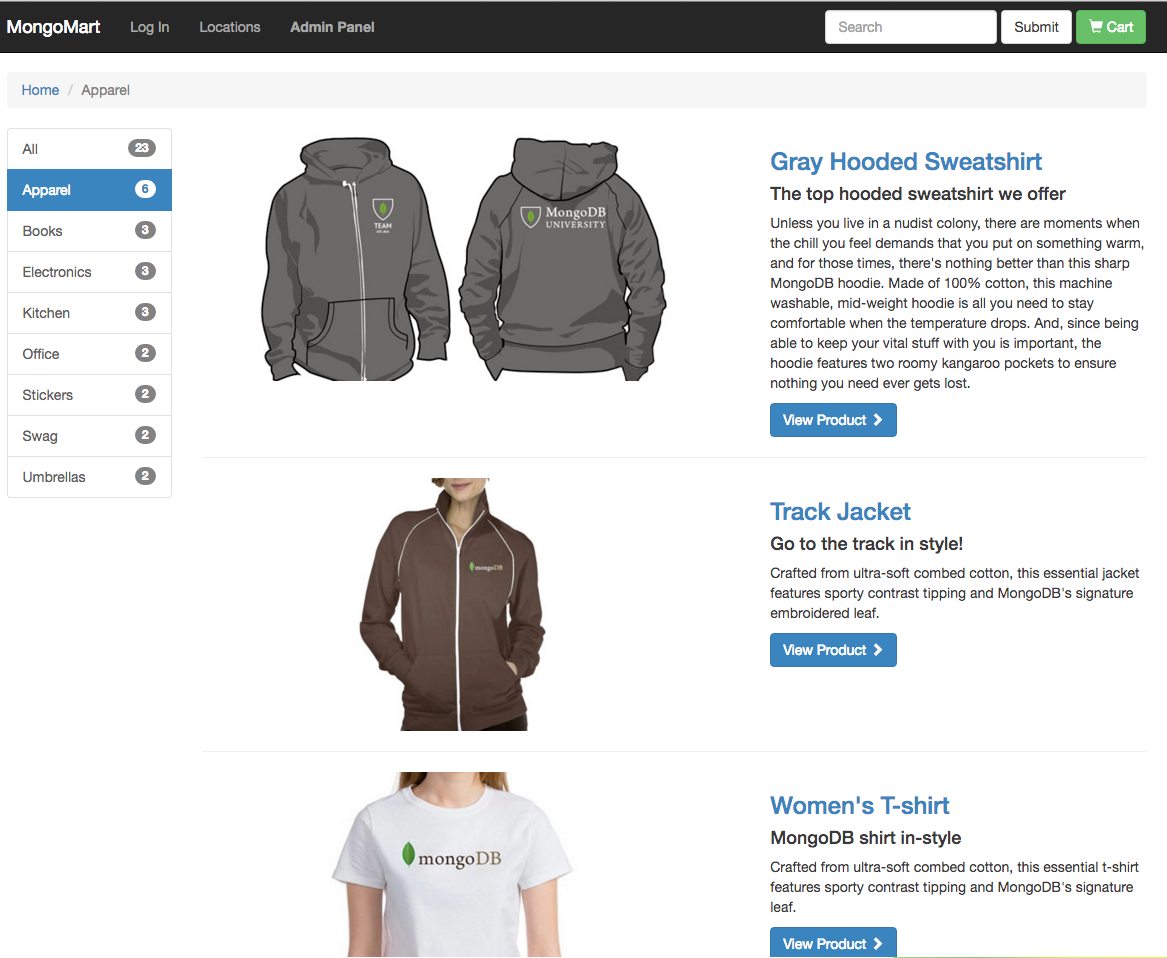 MongoMart Log In Locations Admin Panel Search Submit Cart
Home / Apparel
All 23
Apparel 6
Books 3
Electronics 3
Kitchen 3
Office 2
Stickers 2
Swag 2
Umbrellas 2
TEAM
MongoDB
UNIVERSITY
Gray Hooded Sweatshirt
The top hooded sweatshirt we offer
Unless you live in a nudist colony, there are moments when
the chill you feel demands that you put on something warm,
and for those times, there's nothing better than this sharp
MongoDB hoodie. Made of 100% cotton, this machine
washable, mid-weight hoodie is all you need to stay
comfortable when the temperature drops. And, since being
able to keep your vital stuff with you is important, the
hoodie features two roomy kangaroo pockets to ensure
nothing you need ever gets lost.
View Product
mongoDB
Track Jacket
Go to the track in style!
Crafted from ultra-soft combed cotton, this essential jacket
features sporty contrast tipping and MongoDB's signature
embroidered leaf.
View Product
mongoDB
Women's T-shirt
MongoDB shirt in-style
Crafted from ultra-soft combed cotton, this essential t-shirt
features sporty contrast tipping and MongoDB's signature
leaf.
View Product